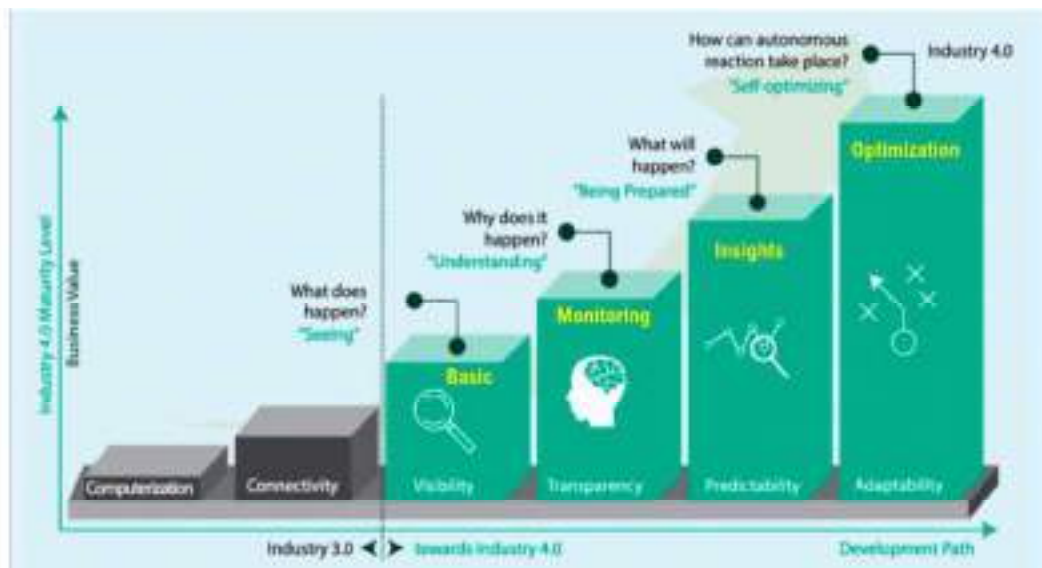 How can autonomous
reaction take place?
"Self-optimizing"
Industry 4.0
What will
happen?
"Being Prepared"
Optimization
Why does it
happen?
"Understanding"
Insights
What does
happen?
"Seeing"
Monitoring
Basic
Industry 4.0 Maturity Level
Business Value
Computerization
Connectivity
Visibility
Transparency
Predictability
Adaptability
Industry 3.0
towards Industry 4.0
Development Path